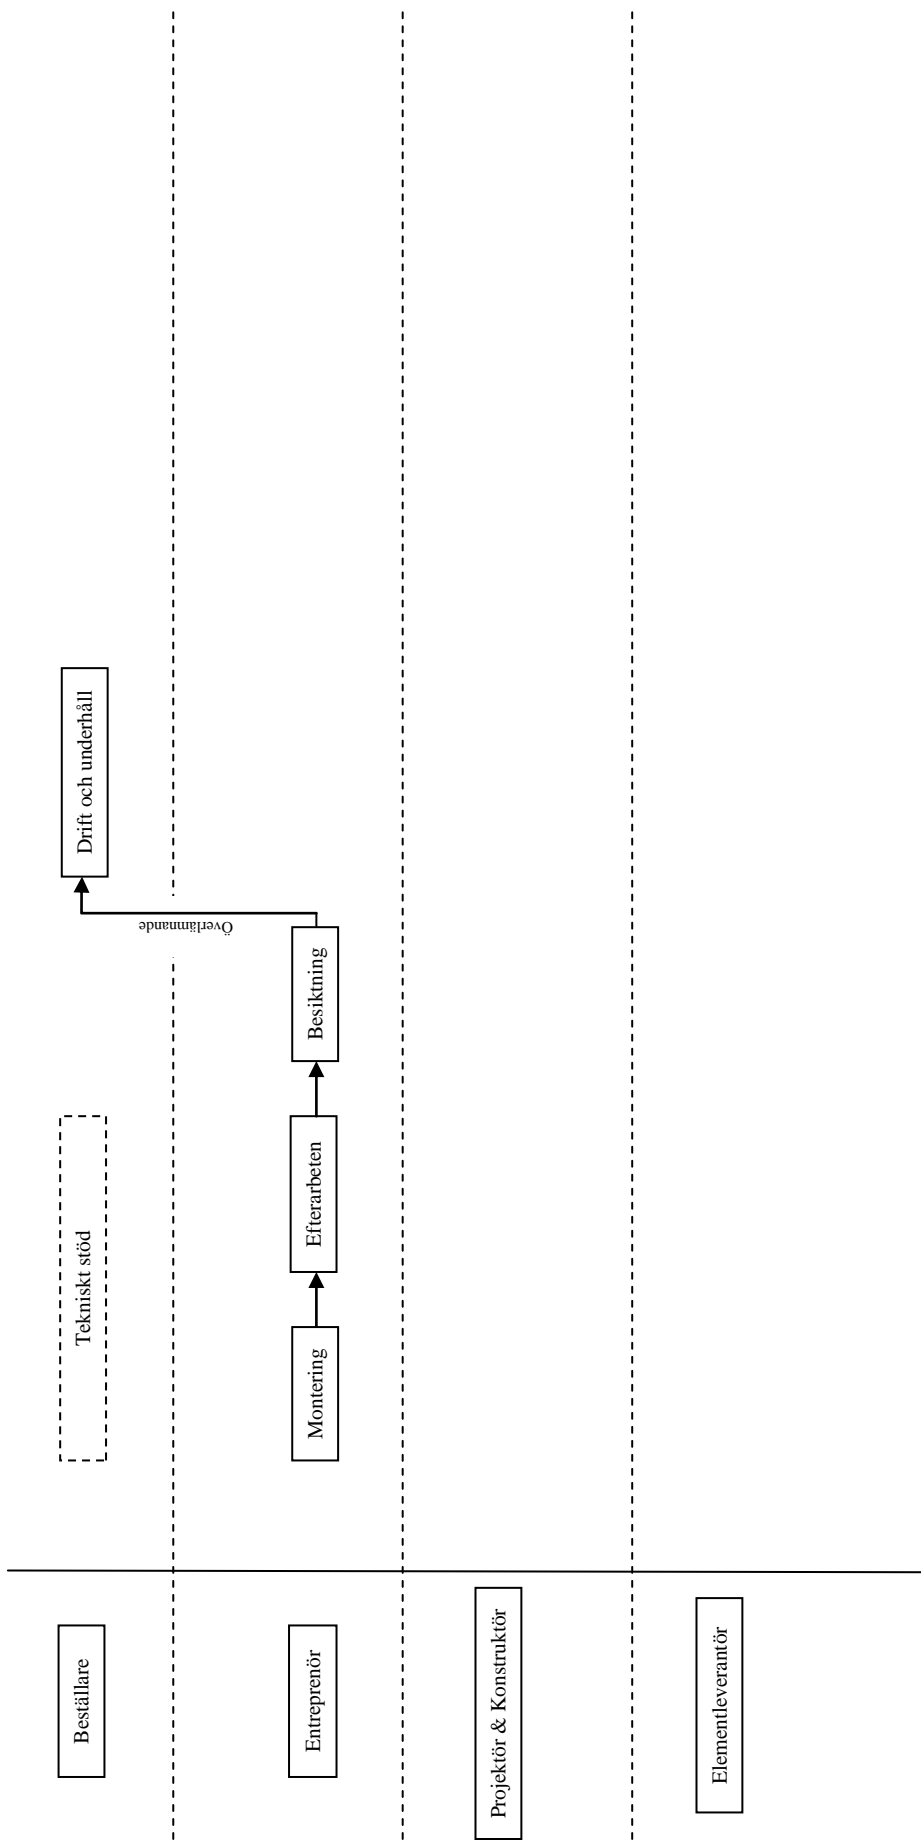 Beställare
Tekniskt stöd
Drift och underhåll
Överlämnande
Entreprenör
Montering
Efterarbeten
Besiktning
Projektör & Konstruktör
Elementleverantör